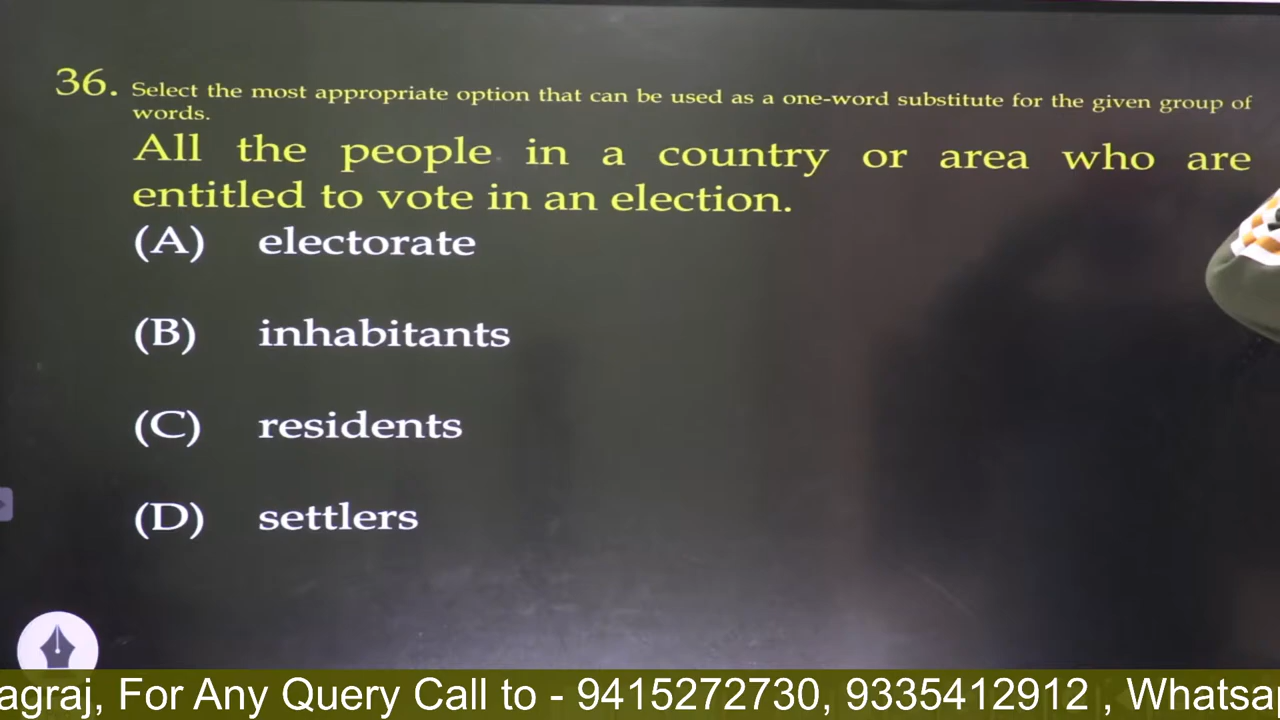 36. Select the most appropriate option that can be used as a one-word substitute for the given group of
words.
All the people in a country or area who are
entitled to vote in an election.
(A) electorate
(B) inhabitants
(C) residents
(D) settlers
agraj, For Any Query Call to - 9415272730, 9335412912 , Whatsa